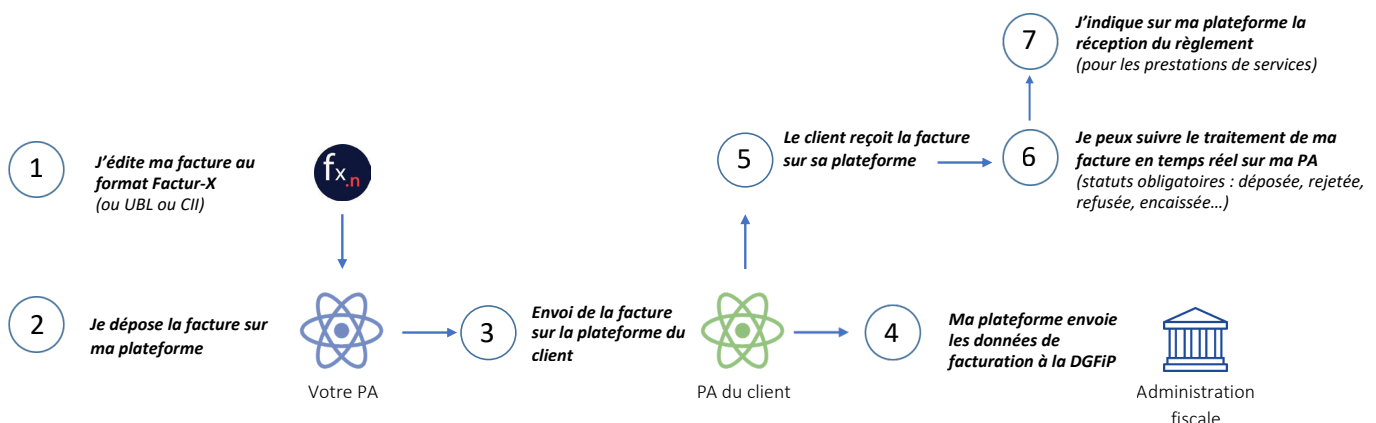 1
J’édite ma facture au
format Factur-X
(ou UBL ou CII)
fx.n
2
Je dépose la facture sur
ma plateforme
Votre PA
3
Envoi de la facture
sur la plateforme du
client
PA du client
4
Ma plateforme envoie
les données de
facturation à la DGFiP
Administration
fiscale
5
Le client reçoit la facture
sur sa plateforme
6
Je peux suivre le traitement de ma
facture en temps réel sur ma PA
(statuts obligatoires : déposée, rejetée,
refusée, encaissée…)
7
J’indique sur ma plateforme la
réception du règlement
(pour les prestations de services)